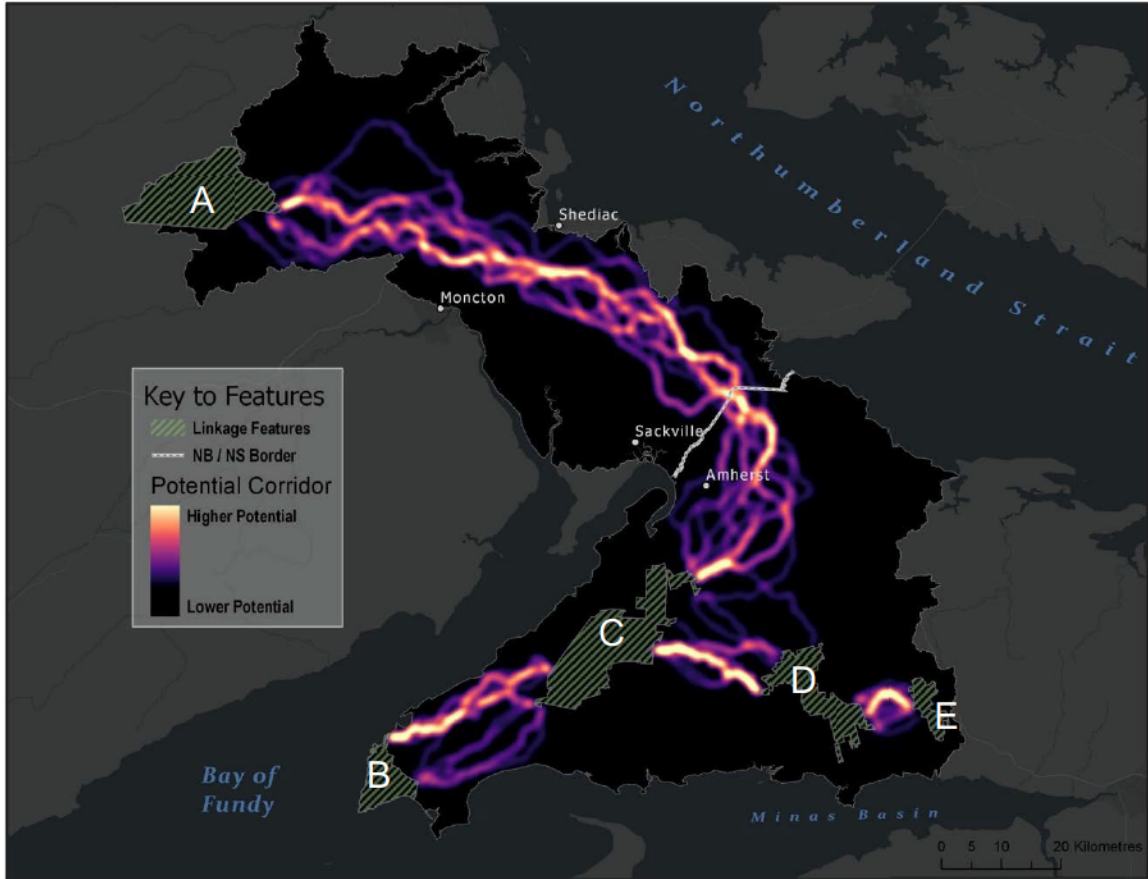 Northumberland Strait
A
Shediac
Moncton
Key to Features
Linkage Features
NB / NS Border
Potential Corridor
Higher Potential
Lower Potential
Sackville
Amherst
C
D
E
B
Bay of
Fundy
Minas Basin
0 5 10 20 Kilometres